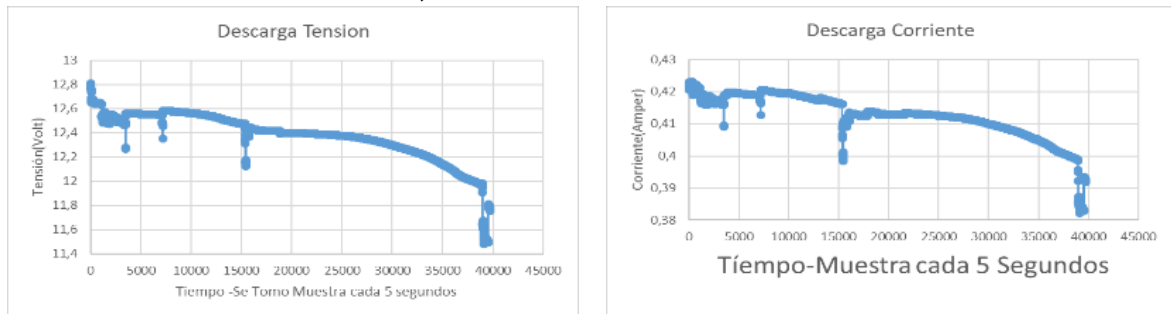 Descarga Tension
13
12,8
12,6
12,4
12,2
12
11,8
11,6
11,4
Tensión(Volt)
0 5000 10000 15000 20000 25000 30000 35000 40000 45000
Tiempo -Se Tomo Muestra cada 5 segundos
Descarga Corriente
0,43
0,42
0,41
0,4
0,39
0,38
Corriente(Amper)
0 5000 10000 15000 20000 25000 30000 35000 40000 45000
Tíempo-Muestra cada 5 Segundos